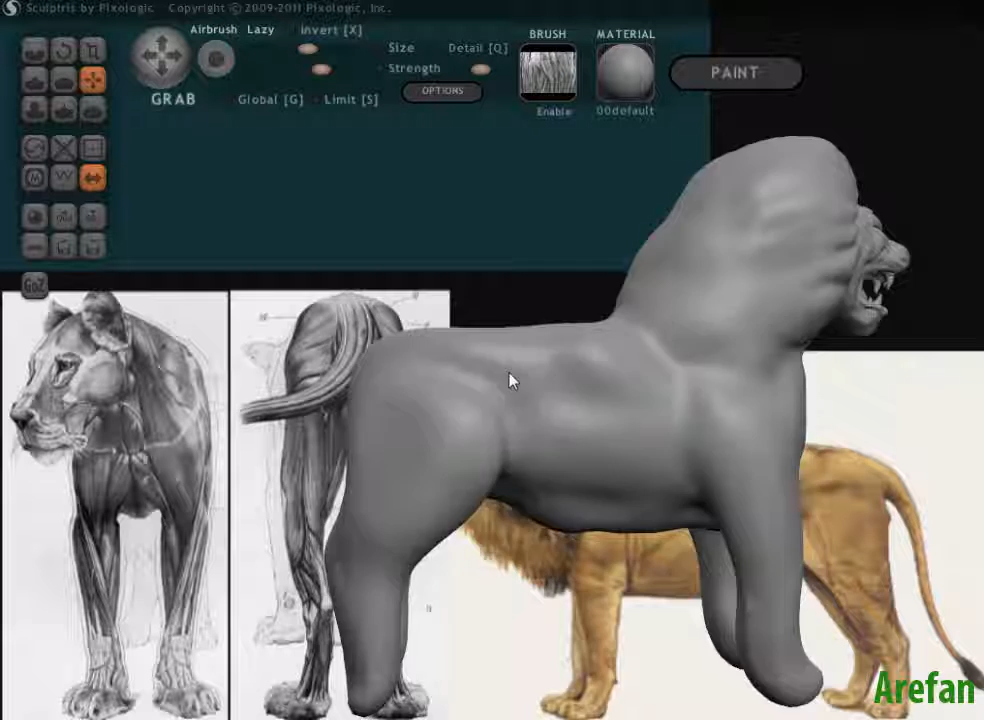 Sculptris by Pixologic Copyright © 2009-2011 Pixologic, Inc.
Airbrush Lazy Invert [X]
Size Detail [Q]
Strength
GRAB
Global [G] Limit [S]
OPTIONS
BRUSH
Enable
MATERIAL
00default
PAINT
GoZ
Arefan